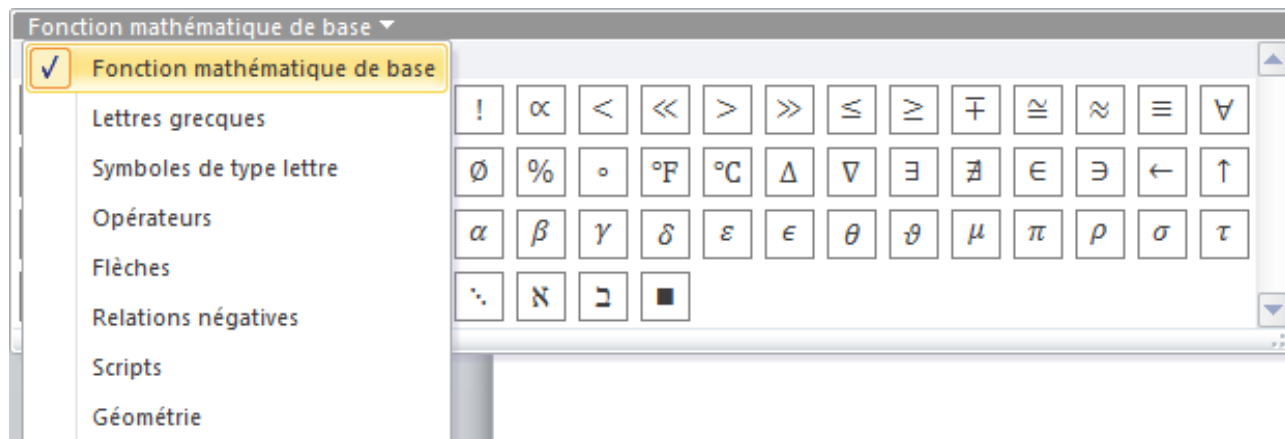 Fonction mathématique de base
Fonction mathématique de base
Lettres grecques
Symboles de type lettre
Opérateurs
Flèches
Relations négatives
Scripts
Géométrie
! ∝ < ≪ > ≫ ≤ ≥ ∓ ≅ ≈ ≡ ∀
∅ % ∘ °F °C ∆ ∇ ∃ ∄ ∈ ∋ ← ↑
α β γ δ ε ϵ θ ϑ μ π ρ σ τ
⋱ ℵ ℶ ■